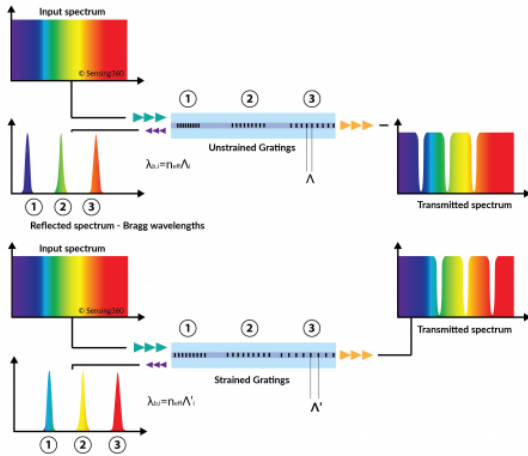 Input spectrum
© Sensing360
1 2 3
Unstrained Gratings
λb,i=neffΛi
Λ
1 2 3
Reflected spectrum - Bragg wavelengths
Transmitted spectrum
Input spectrum
© Sensing360
1 2 3
Transmitted spectrum
Strained Gratings
λb,i=neffΛ'i
Λ'
1 2 3